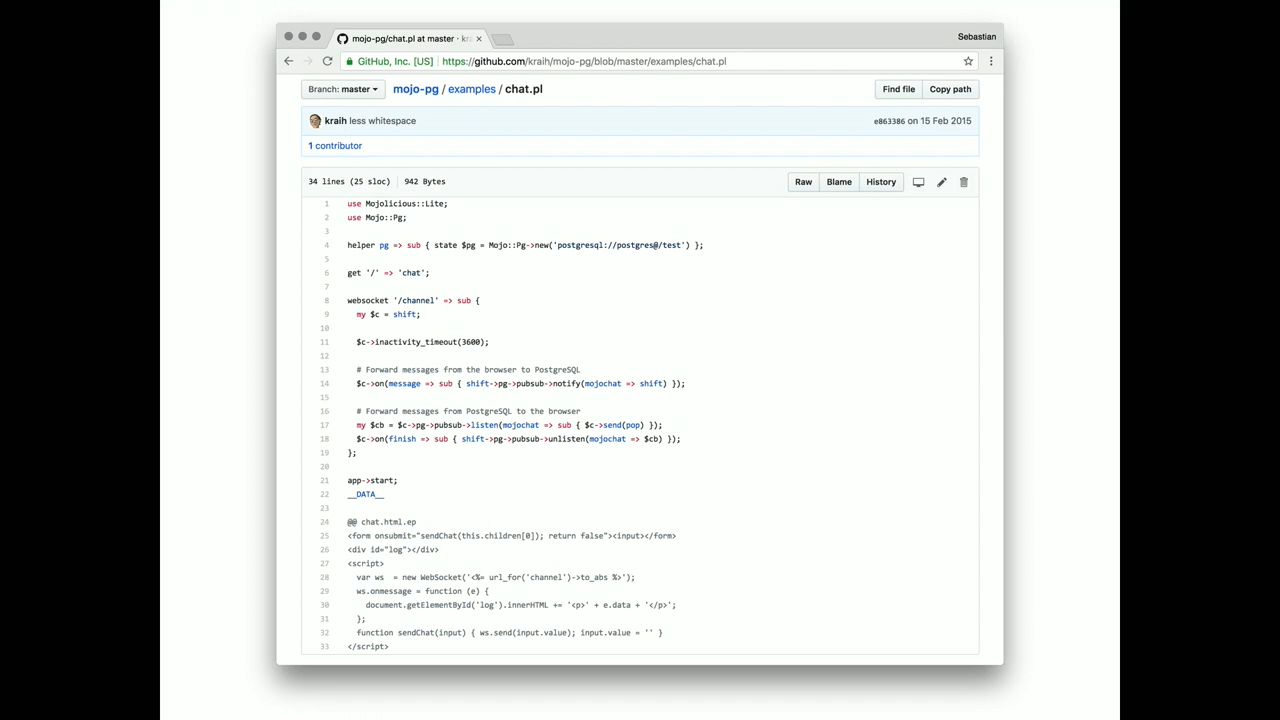 mojo-pg/chat.pl at master · kr
Sebastian
GitHub, Inc. [US] https://github.com/kraih/mojo-pg/blob/master/examples/chat.pl
Branch: master mojo-pg / examples / chat.pl Find file Copy path
kraih less whitespace e863386 on 15 Feb 2015
1 contributor
34 lines (25 sloc) 942 Bytes Raw Blame History
1 use Mojolicious::Lite;
2 use Mojo::Pg;
3
4 helper pg => sub { state $pg = Mojo::Pg->new('postgresql://postgres@/test') };
5
6 get '/' => 'chat';
7
8 websocket '/channel' => sub {
9 my $c = shift;
10
11 $c->inactivity_timeout(3600);
12
13 # Forward messages from the browser to PostgreSQL
14 $c->on(message => sub { shift->pg->pubsub->notify(mojochat => shift) });
15
16 # Forward messages from PostgreSQL to the browser
17 my $cb = $c->pg->pubsub->listen(mojochat => sub { $c->send(pop) });
18 $c->on(finish => sub { shift->pg->pubsub->unlisten(mojochat => $cb) });
19 };
20
21 app->start;
22 __DATA__
23
24 @@ chat.html.ep
25 <form onsubmit="sendChat(this.children[0]); return false"><input></form>
26 <div id="log"></div>
27 <script>
28 var ws  = new WebSocket('<%= url_for('channel')->to_abs %>');
29 ws.onmessage = function (e) {
30 document.getElementById('log').innerHTML += '<p>' + e.data + '</p>';
31 };
32 function sendChat(input) { ws.send(input.value); input.value = '' }
33 </script>